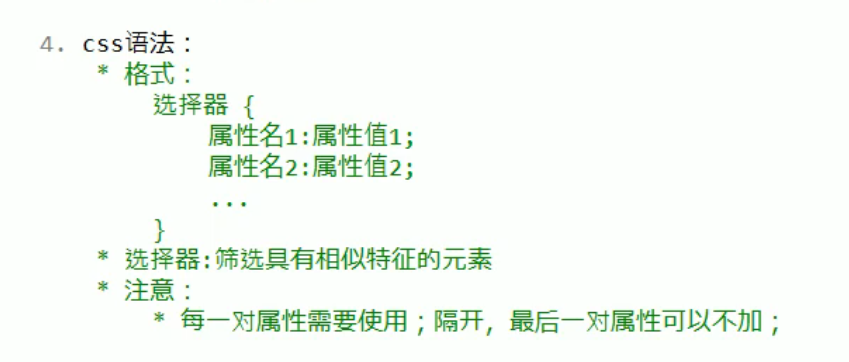 4. css语法：
* 格式：
选择器 {
属性名1:属性值1;
属性名2:属性值2;
...
}
* 选择器:筛选具有相似特征的元素
* 注意：
* 每一对属性需要使用；隔开，最后一对属性可以不加；